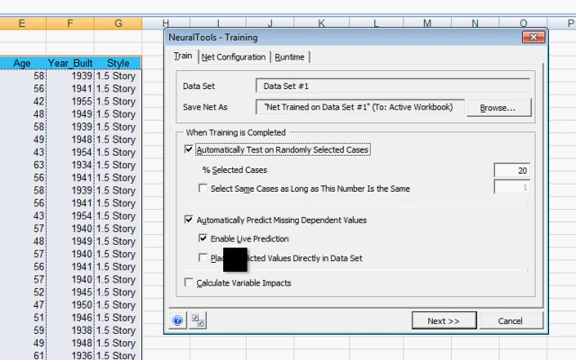 E F G H I J K L M N O P
NeuralTools - Training
Train Net Configuration Runtime
Data Set Data Set #1
Save Net As "Net Trained on Data Set #1" (To: Active Workbook) Browse...
When Training is Completed
Automatically Test on Randomly Selected Cases
% Selected Cases 20
Select Same Cases as Long as This Number Is the Same 1
Automatically Predict Missing Dependent Values
Enable Live Prediction
Values Directly in Data Set
Calculate Variable Impacts
Next >> Cancel
Age Year_Built Style
58 1939 1.5 Story
56 1941 1.5 Story
42 1955 1.5 Story
48 1949 1.5 Story
58 1939 1.5 Story
49 1948 1.5 Story
43 1954 1.5 Story
63 1934 1.5 Story
56 1941 1.5 Story
58 1939 1.5 Story
56 1941 1.5 Story
43 1954 1.5 Story
57 1940 1.5 Story
48 1949 1.5 Story
57 1940 1.5 Story
56 1941 1.5 Story
57 1940 1.5 Story
52 1945 1.5 Story
47 1950 1.5 Story
51 1946 1.5 Story
59 1938 1.5 Story
49 1948 1.5 Story
61 1936 1.5 Story